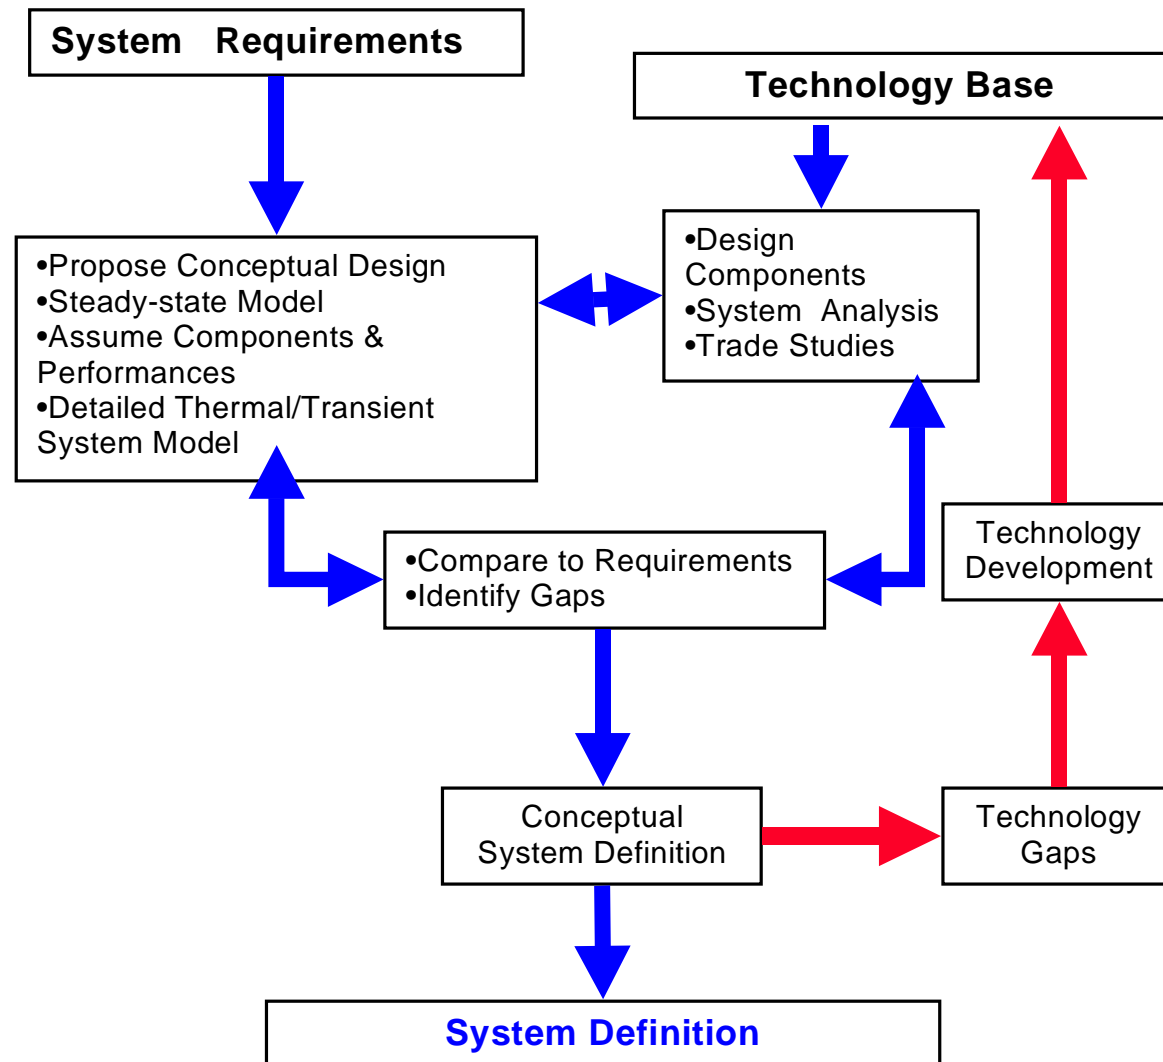 System Requirements
Technology Base
•Propose Conceptual Design
•Steady-state Model
•Assume Components &
Performances
•Detailed Thermal/Transient
System Model
•Design
Components
•System Analysis
•Trade Studies
•Compare to Requirements
•Identify Gaps
Technology
Development
Conceptual
System Definition
Technology
Gaps
System Definition